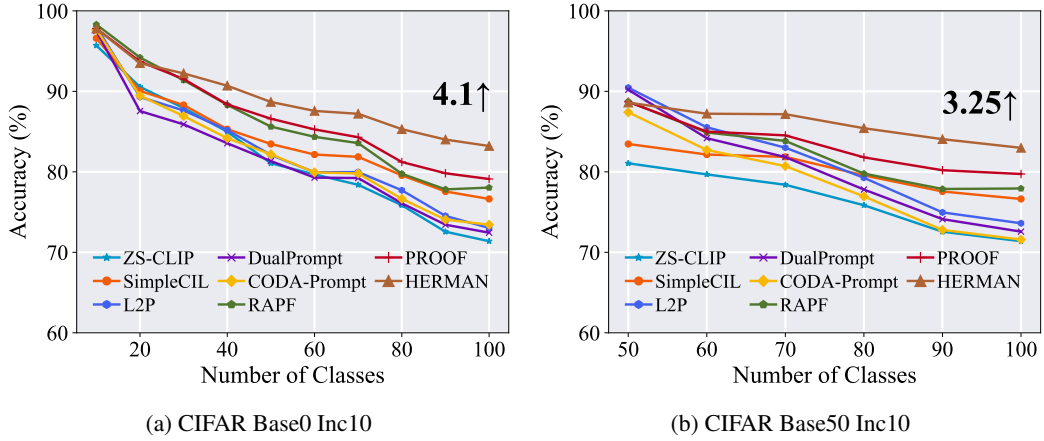 100
90
80
70
60
Accuracy (%)
4.1↑
ZS-CLIP
SimpleCIL
L2P
DualPrompt
CODA-Prompt
RAPF
PROOF
HERMAN
20 40 60 80 100
Number of Classes
(a) CIFAR Base0 Inc10
100
90
80
70
60
Accuracy (%)
3.25↑
ZS-CLIP
SimpleCIL
L2P
DualPrompt
CODA-Prompt
RAPF
PROOF
HERMAN
50 60 70 80 90 100
Number of Classes
(b) CIFAR Base50 Inc10